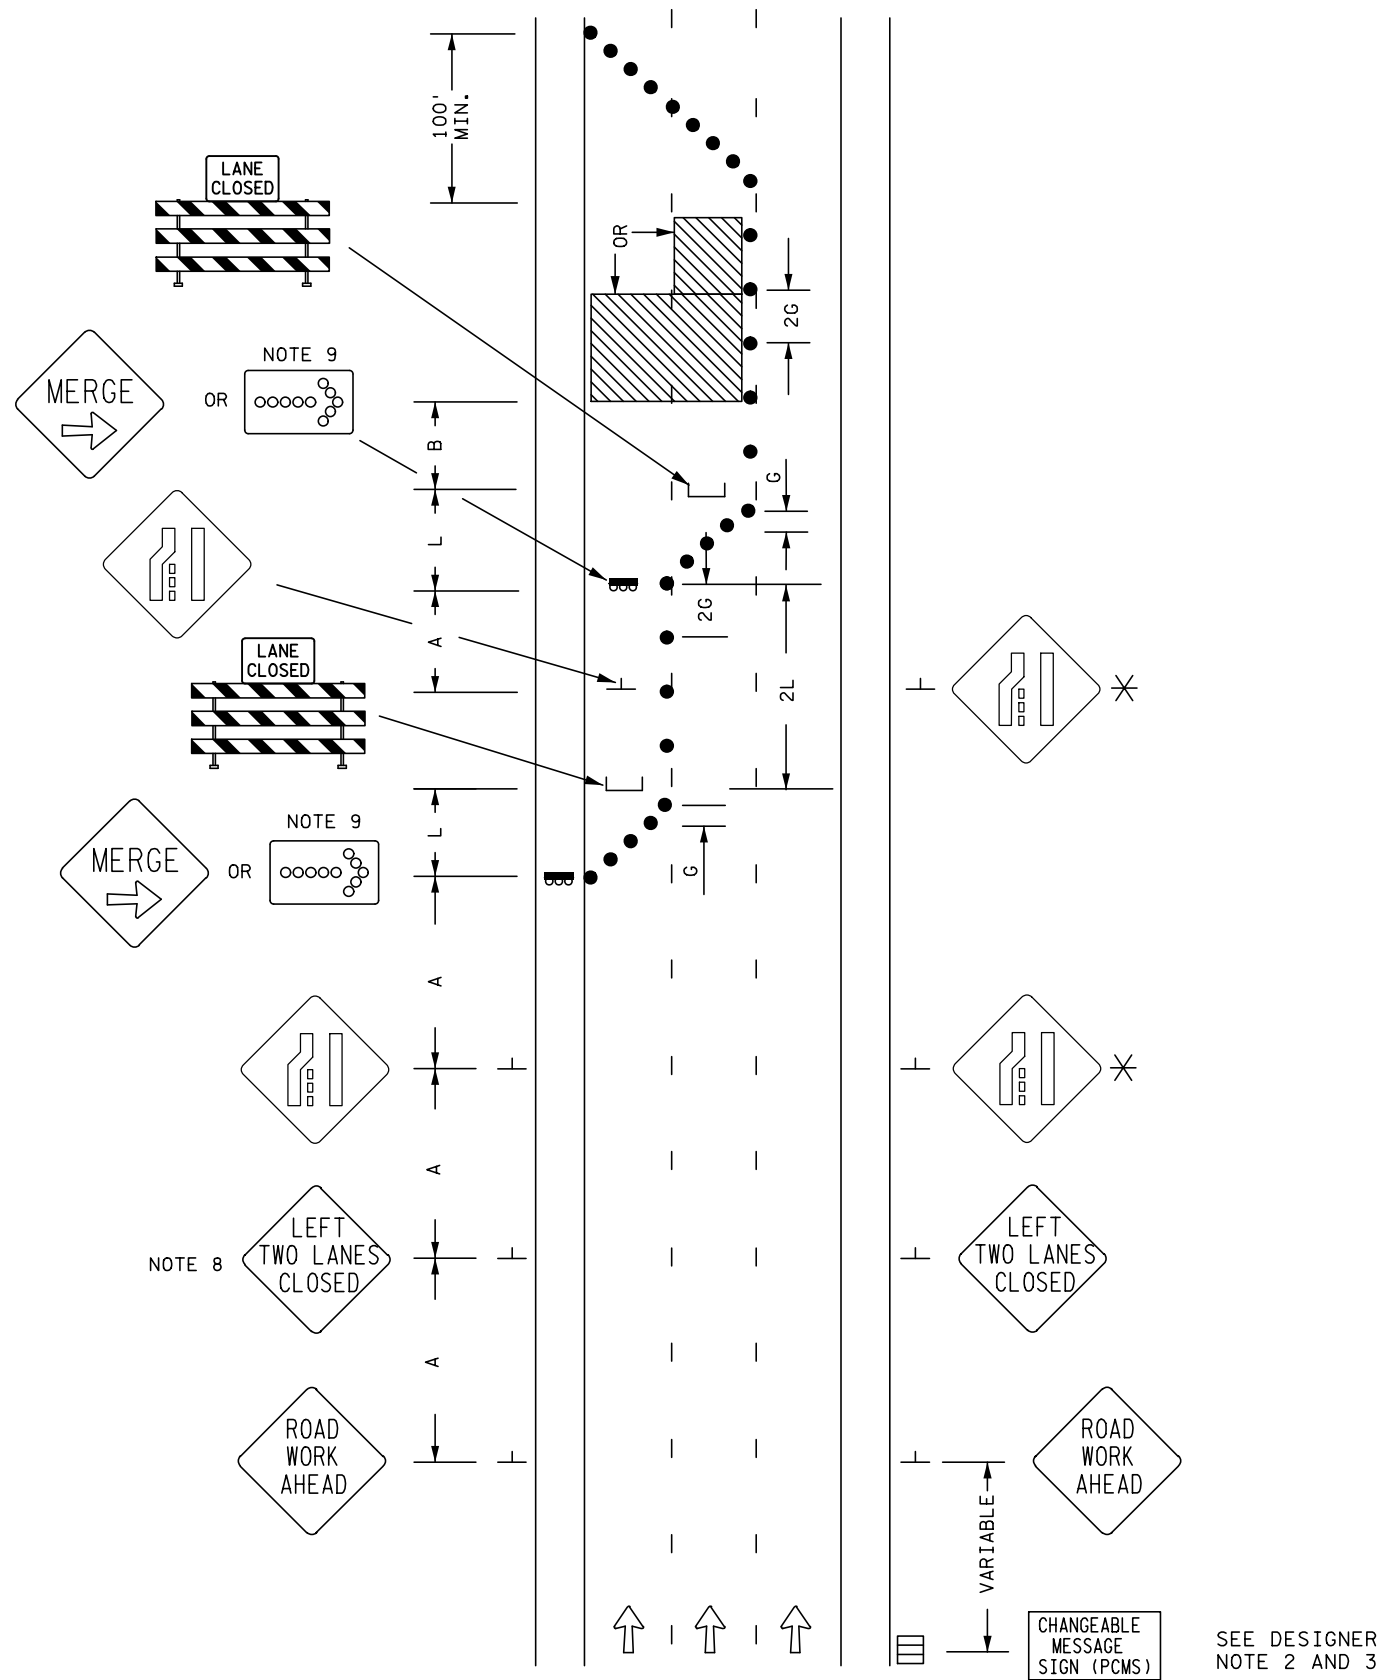 100'
MIN.
LANE
CLOSED
OR
2G
NOTE 9
MERGE
OR
B
G
L
2G
A
LANE
CLOSED
2L
NOTE 9
L
MERGE
OR
G
A
A
LEFT
TWO LANES
CLOSED
NOTE 8
LEFT
TWO LANES
CLOSED
A
ROAD
WORK
AHEAD
ROAD
WORK
AHEAD
VARIABLE
CHANGEABLE
MESSAGE
SIGN (PCMS)
SEE DESIGNER
NOTE 2 AND 3